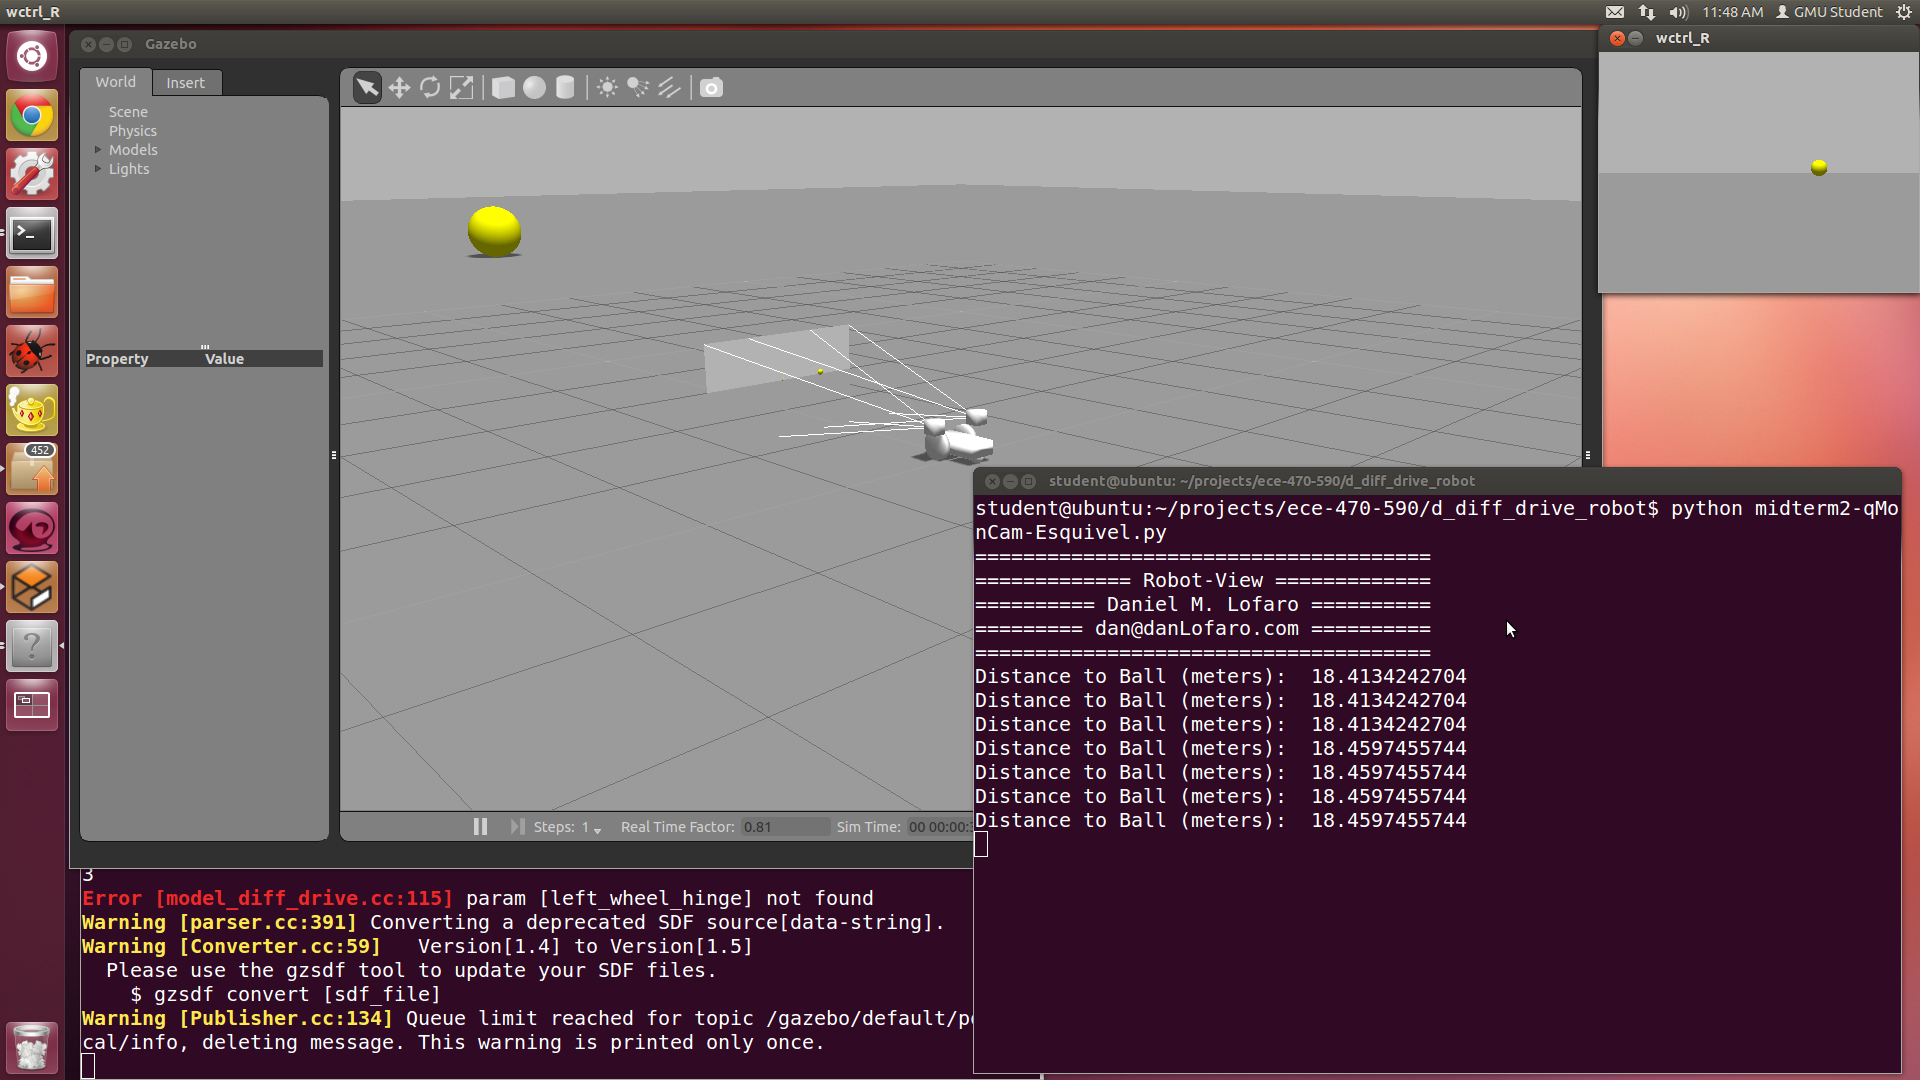 wctrl_R
11:48 AM
GMU Student
Gazebo
wctrl_R
World
Insert
Scene
Physics
Models
Lights
Property Value
452
Steps: 1
Real Time Factor: 0.81
Sim Time: 00 00:00:
student@ubuntu: ~/projects/ece-470-590/d_diff_drive_robot
student@ubuntu:~/projects/ece-470-590/d_diff_drive_robot$ python midterm2-qMo
nCam-Esquivel.py
======================================
============= Robot-View =============
========== Daniel M. Lofaro ==========
========= dan@danLofaro.com ==========
======================================
Distance to Ball (meters):  18.4134242704
Distance to Ball (meters):  18.4134242704
Distance to Ball (meters):  18.4134242704
Distance to Ball (meters):  18.4597455744
Distance to Ball (meters):  18.4597455744
Distance to Ball (meters):  18.4597455744
Distance to Ball (meters):  18.4597455744
3
Error [model_diff_drive.cc:115] param [left_wheel_hinge] not found
Warning [parser.cc:391] Converting a deprecated SDF source[data-string].
Warning [Converter.cc:59]   Version[1.4] to Version[1.5]
  Please use the gzsdf tool to update your SDF files.
    $ gzsdf convert [sdf_file]
Warning [Publisher.cc:134] Queue limit reached for topic /gazebo/default/p
cal/info, deleting message. This warning is printed only once.